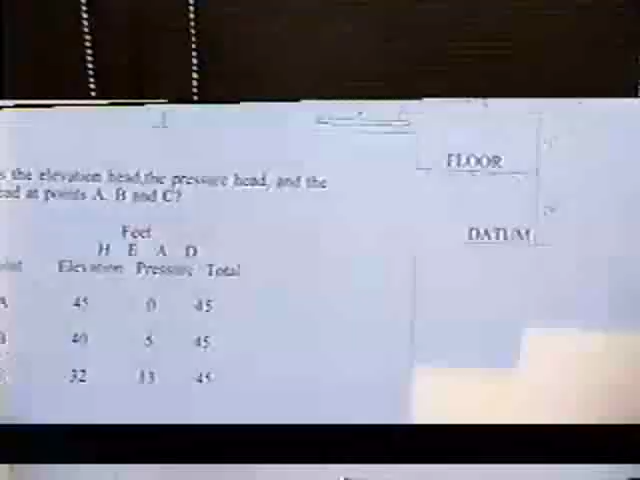 FLOOR
s the elevation head, the pressure head, and the
ead at points A, B and C?
DATUM
Feet
H E A D
Elevation Pressure Total
A 45 0 45
B 40 5 45
32 13 45